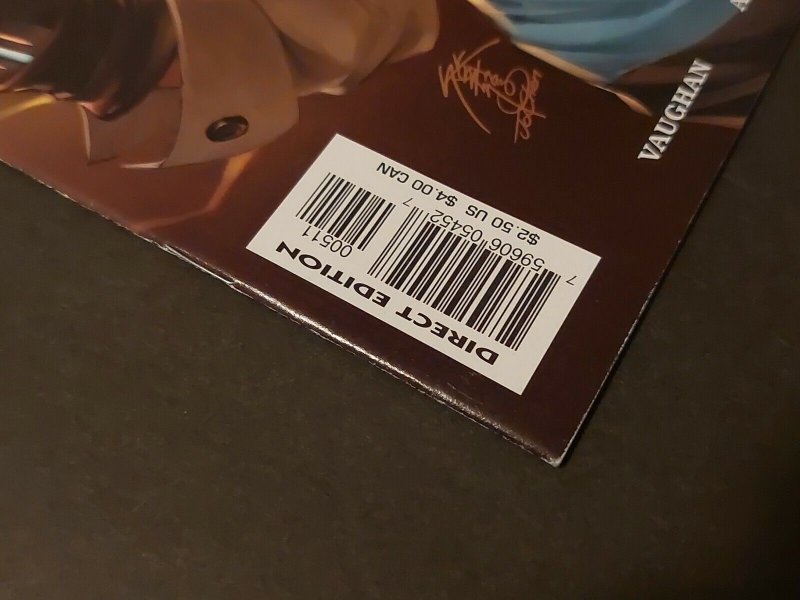 VAUGHAN
$2.50 US $4.00 CAN
7 59606 05452 7
00511
DIRECT EDITION